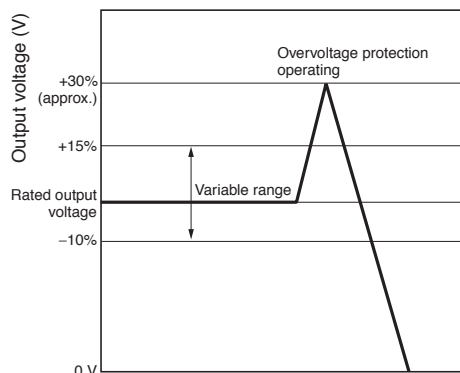 Output voltage (V)
Overvoltage protection
operating
+30%
(approx.)
+15%
Variable range
Rated output
voltage
−10%
0 V